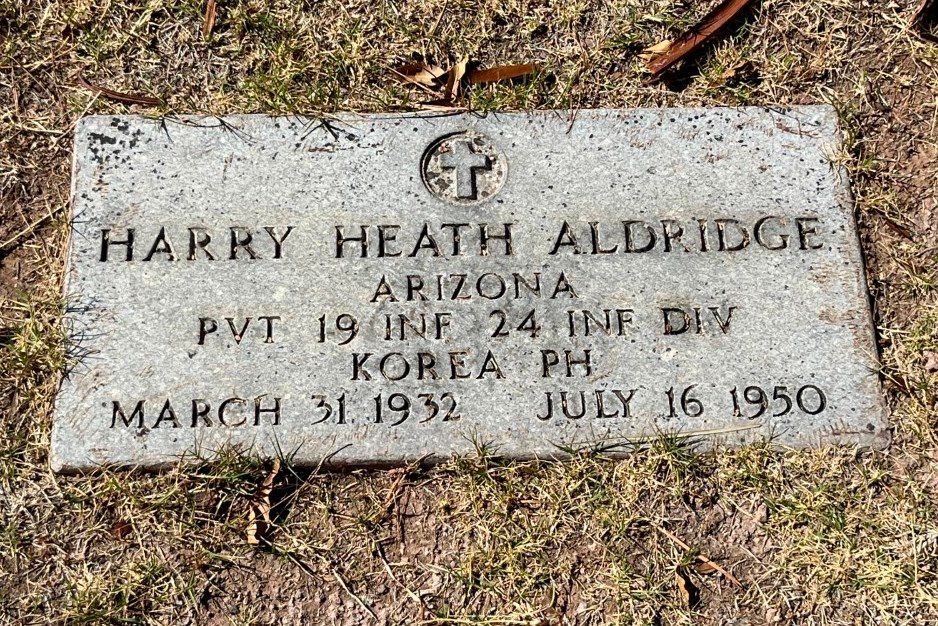 HARRY HEATH ALDRIDGE
ARIZONA
PVT 19 INF 24 INF DIV
KOREA PH
MARCH 31 1932 JULY 16 1950